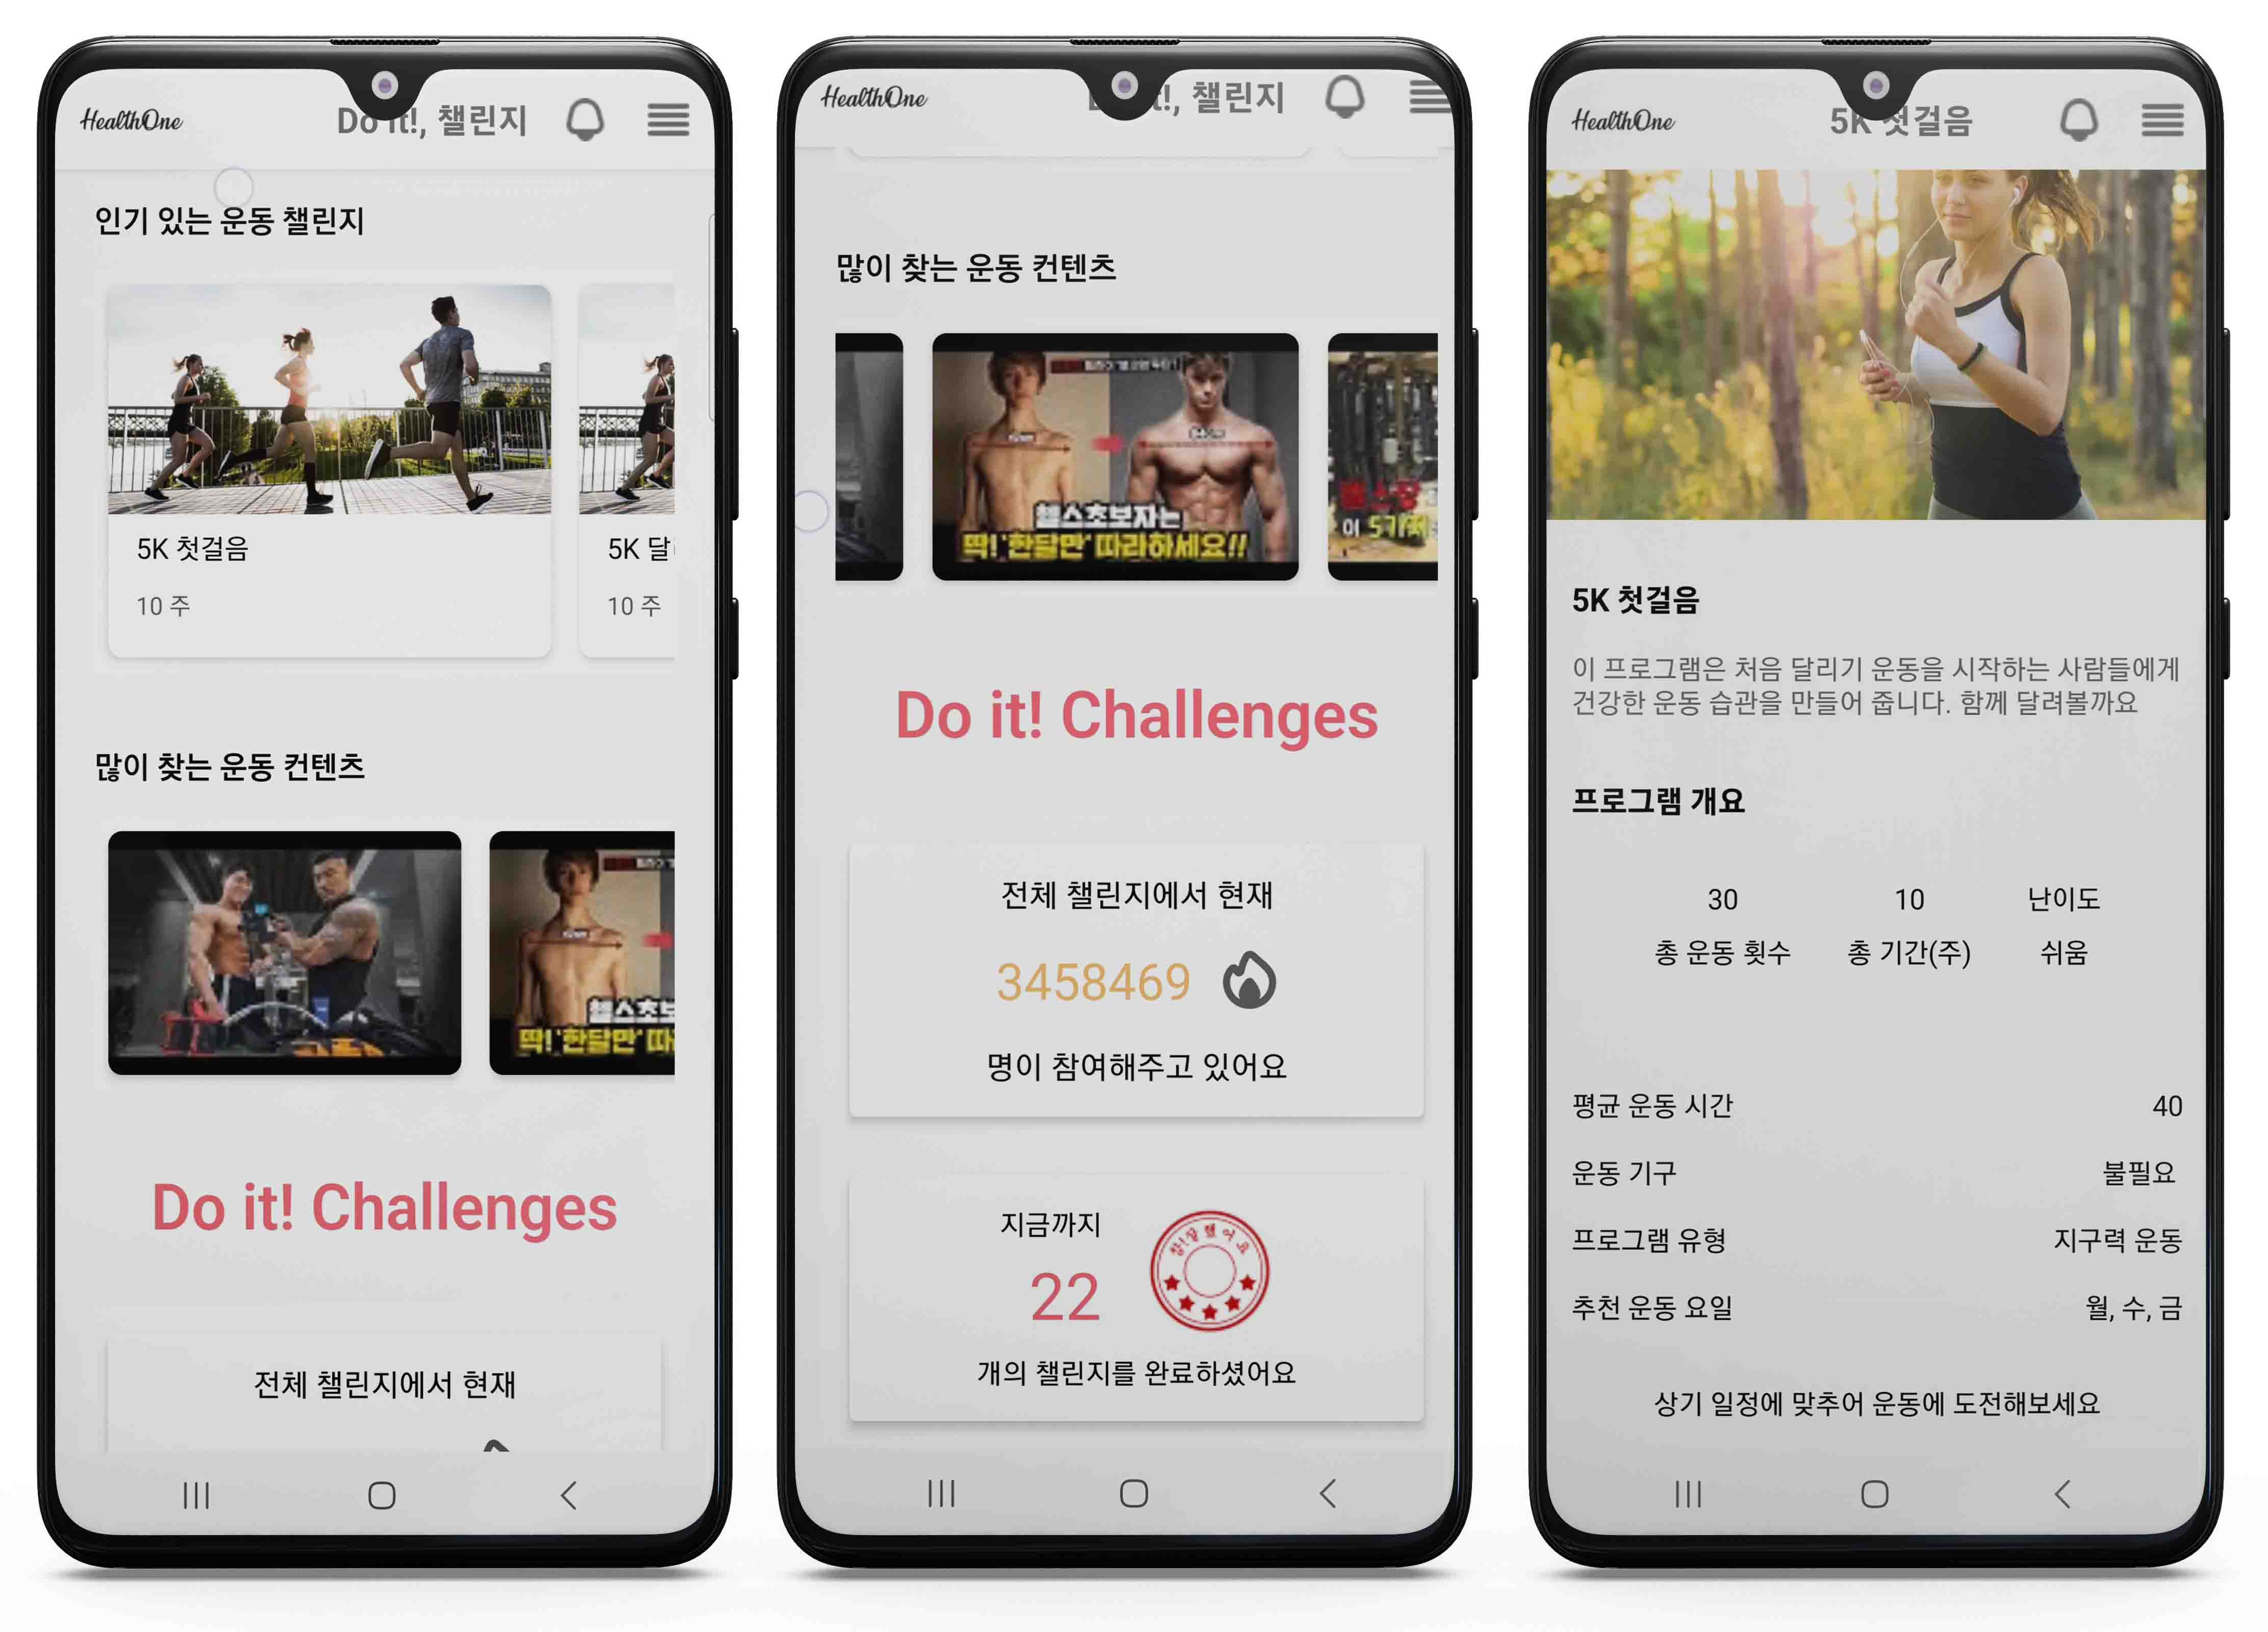 HealthOne
Do it!, 챌린지
인기 있는 운동 챌린지
5K 첫걸음
10 주
5K 달
10 주
많이 찾는 운동 컨텐츠
헬스초보
딱! '한달만' 따
Do it! Challenges
전체 챌린지에서 현재
HealthOne
it!, 챌린지
많이 찾는 운동 컨텐츠
헬스초보자는
딱! '한달만' 따라하세요!!
이 5가지
Do it! Challenges
전체 챌린지에서 현재
3458469
명이 참여해주고 있어요
지금까지
22
참!잘했어요
개의 챌린지를 완료하셨어요
HealthOne
5K 첫걸음
5K 첫걸음
이 프로그램은 처음 달리기 운동을 시작하는 사람들에게
건강한 운동 습관을 만들어 줍니다. 함께 달려볼까요
프로그램 개요
30 10 난이도
총 운동 횟수 총 기간(주) 쉬움
평균 운동 시간 40
운동 기구 불필요
프로그램 유형 지구력 운동
추천 운동 요일 월, 수, 금
상기 일정에 맞추어 운동에 도전해보세요